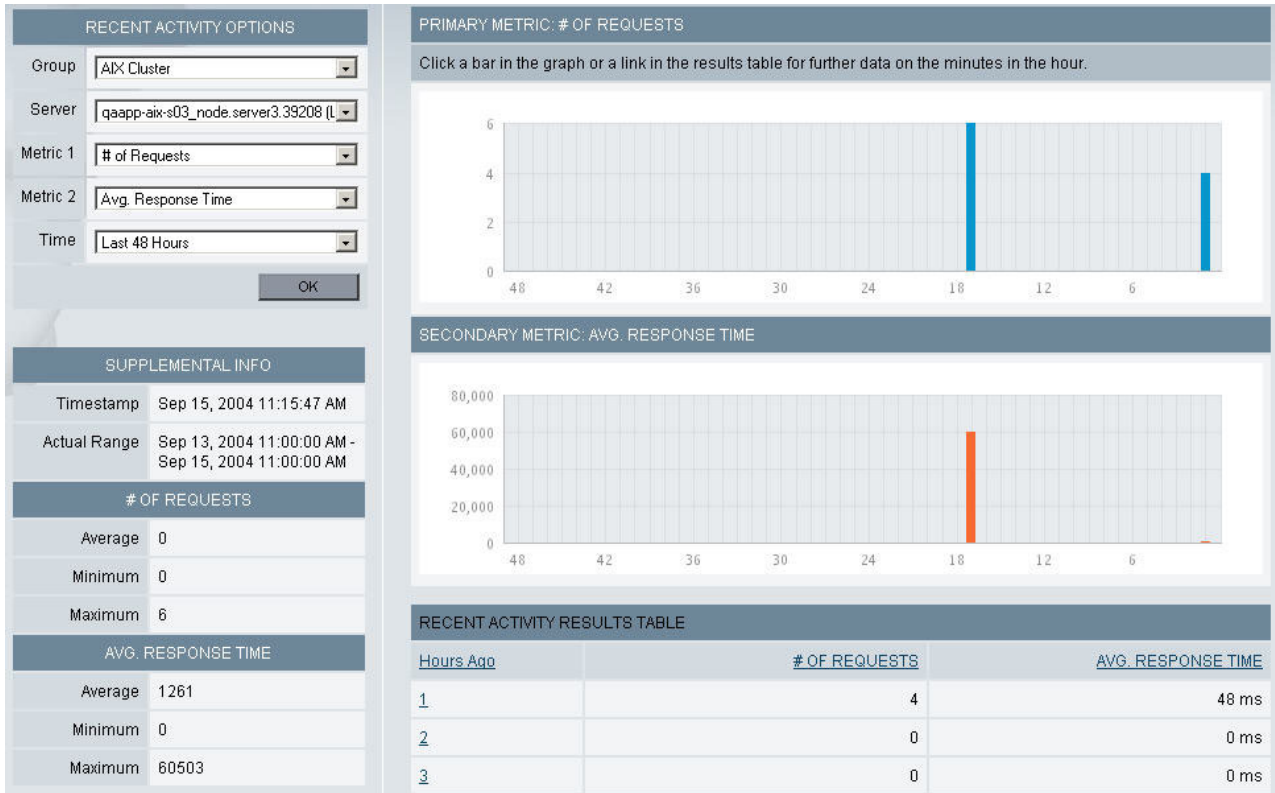 RECENT ACTIVITY OPTIONS
Group AIX Cluster
Server qaapp-aix-s03_node.server3.39208 (L
Metric 1 # of Requests
Metric 2 Avg. Response Time
Time Last 48 Hours
OK
SUPPLEMENTAL INFO
Timestamp Sep 15, 2004 11:15:47 AM
Actual Range Sep 13, 2004 11:00:00 AM -
Sep 15, 2004 11:00:00 AM
# OF REQUESTS
Average 0
Minimum 0
Maximum 6
AVG. RESPONSE TIME
Average 1261
Minimum 0
Maximum 60503
PRIMARY METRIC: # OF REQUESTS
Click a bar in the graph or a link in the results table for further data on the minutes in the hour.
6
4
2
0
48 42 36 30 24 18 12 6
SECONDARY METRIC: AVG. RESPONSE TIME
80,000
60,000
40,000
20,000
0
48 42 36 30 24 18 12 6
RECENT ACTIVITY RESULTS TABLE
Hours Ago # OF REQUESTS AVG. RESPONSE TIME
1 4 48 ms
2 0 0 ms
3 0 0 ms